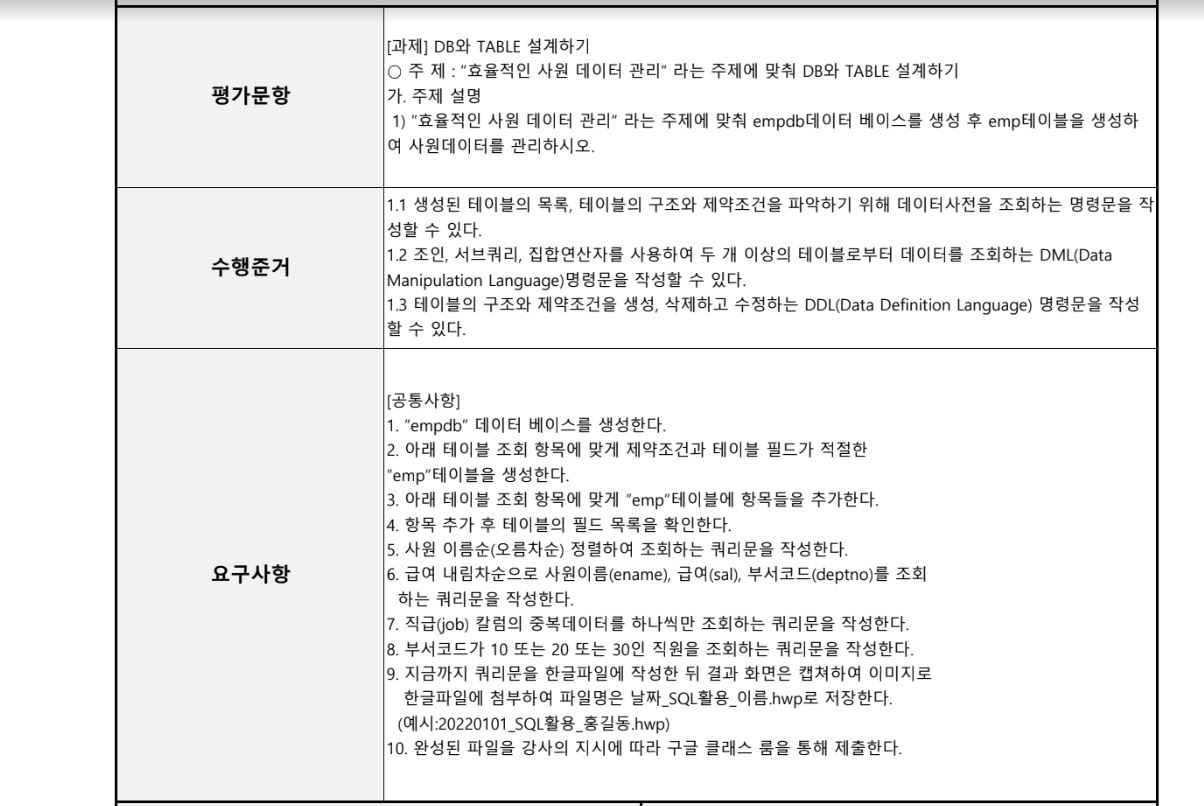 평가문항
[과제] DB와 TABLE 설계하기
○ 주 제 : "효율적인 사원 데이터 관리" 라는 주제에 맞춰 DB와 TABLE 설계하기
가. 주제 설명
1) "효율적인 사원 데이터 관리" 라는 주제에 맞춰 empdb데이터 베이스를 생성 후 emp테이블을 생성하
여 사원데이터를 관리하시오.
수행준거
1.1 생성된 테이블의 목록, 테이블의 구조와 제약조건을 파악하기 위해 데이터사전을 조회하는 명령문을 작
성할 수 있다.
1.2 조인, 서브쿼리, 집합연산자를 사용하여 두 개 이상의 테이블로부터 데이터를 조회하는 DML(Data
Manipulation Language)명령문을 작성할 수 있다.
1.3 테이블의 구조와 제약조건을 생성, 삭제하고 수정하는 DDL(Data Definition Language) 명령문을 작성
할 수 있다.
요구사항
[공통사항]
1. "empdb" 데이터 베이스를 생성한다.
2. 아래 테이블 조회 항목에 맞게 제약조건과 테이블 필드가 적절한
"emp"테이블을 생성한다.
3. 아래 테이블 조회 항목에 맞게 "emp"테이블에 항목들을 추가한다.
4. 항목 추가 후 테이블의 필드 목록을 확인한다.
5. 사원 이름순(오름차순) 정렬하여 조회하는 쿼리문을 작성한다.
6. 급여 내림차순으로 사원이름(ename), 급여(sal), 부서코드(deptno)를 조회
하는 쿼리문을 작성한다.
7. 직급(job) 칼럼의 중복데이터를 하나씩만 조회하는 쿼리문을 작성한다.
8. 부서코드가 10 또는 20 또는 30인 직원을 조회하는 쿼리문을 작성한다.
9. 지금까지 쿼리문을 한글파일에 작성한 뒤 결과 화면은 캡쳐하여 이미지로
한글파일에 첨부하여 파일명은 날짜_SQL활용_이름.hwp로 저장한다.
(예시:20220101_SQL활용_홍길동.hwp)
10. 완성된 파일을 강사의 지시에 따라 구글 클래스 룸을 통해 제출한다.